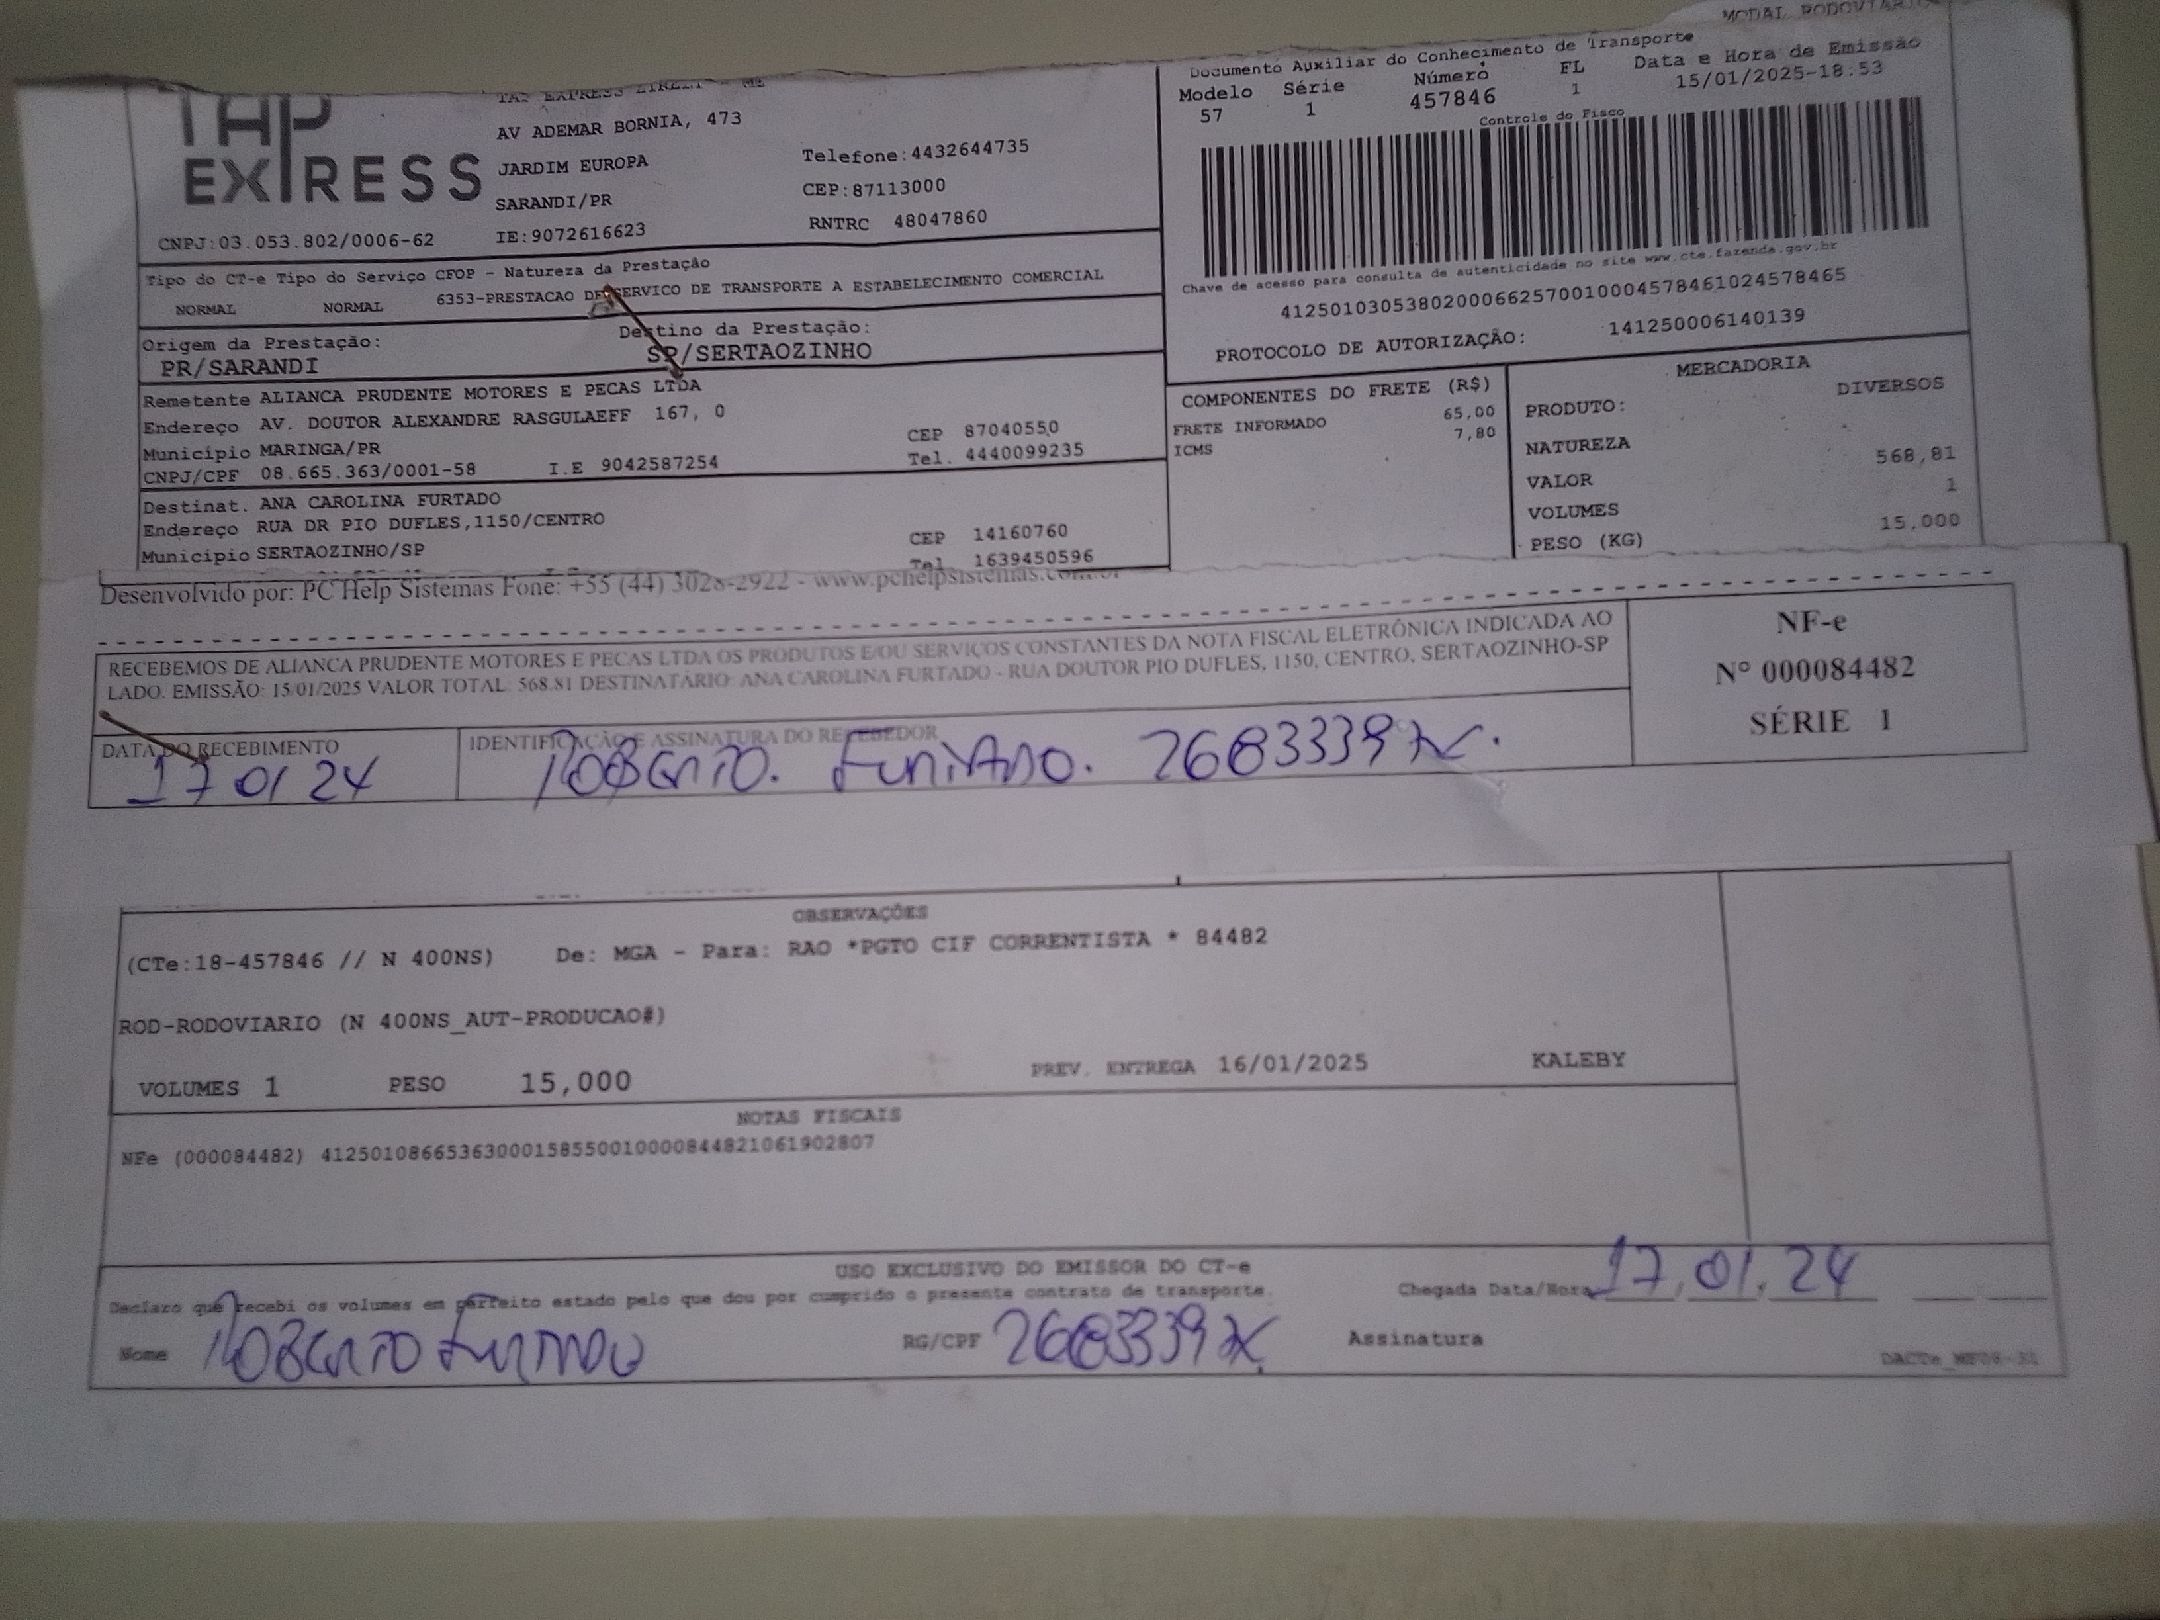 MODAL RODOVIARIO
Documento Auxiliar do Conhecimento de Transporte
Modelo Série Número FL Data e Hora de Emissão
57 1 457846 1 15/01/2025-18:53
Controle do Fisco
TAP EXPRESS
TAP EXPRESS EIRELI - ME
AV ADEMAR BORNIA, 473
JARDIM EUROPA Telefone:4432644735
SARANDI/PR CEP:87113000
CNPJ:03.053.802/0006-62 IE:9072616623 RNTRC 48047860
Chave de acesso para consulta de autenticidade no site www.cte.fazenda.gov.br
41250103053802000662570010004578461024578465
PROTOCOLO DE AUTORIZAÇÃO: 141250006140139
Tipo do CT-e Tipo do Serviço CFOP - Natureza da Prestação
NORMAL NORMAL 6353-PRESTACAO DE SERVICO DE TRANSPORTE A ESTABELECIMENTO COMERCIAL
Origem da Prestação: Destino da Prestação:
PR/SARANDI SP/SERTAOZINHO
Remetente ALIANCA PRUDENTE MOTORES E PECAS LTDA
Endereço AV. DOUTOR ALEXANDRE RASGULAEFF 167, 0
Município MARINGA/PR CEP 87040550
CNPJ/CPF 08.665.363/0001-58 I.E 9042587254 Tel. 4440099235
Destinat. ANA CAROLINA FURTADO
Endereço RUA DR PIO DUFLES,1150/CENTRO
Município SERTAOZINHO/SP CEP 14160760
Tel 1639450596
COMPONENTES DO FRETE (R$)
FRETE INFORMADO 65,00
ICMS 7,80
MERCADORIA
PRODUTO: DIVERSOS
NATUREZA
VALOR 568,81
VOLUMES 1
PESO (KG) 15,000
Desenvolvido por: PC Help Sistemas Fone: +55 (44) 3028-2922 - www.pchelpsistemas.com.br
RECEBEMOS DE ALIANCA PRUDENTE MOTORES E PECAS LTDA OS PRODUTOS E/OU SERVIÇOS CONSTANTES DA NOTA FISCAL ELETRÔNICA INDICADA AO
LADO. EMISSÃO: 15/01/2025 VALOR TOTAL: 568.81 DESTINATÁRIO: ANA CAROLINA FURTADO - RUA DOUTOR PIO DUFLES, 1150, CENTRO, SERTAOZINHO-SP
NF-e
Nº 000084482
SÉRIE 1
DATA DO RECEBIMENTO IDENTIFICAÇÃO E ASSINATURA DO RECEBEDOR
17 01 24 ROBERTO. FURTADO. 26833397X.
OBSERVAÇÕES
(CTe:18-457846 // N 400NS) De: MGA - Para: RAO *PGTO CIF CORRENTISTA * 84482
ROD-RODOVIARIO (N 400NS_AUT-PRODUCAO#)
VOLUMES 1 PESO 15,000 PREV. ENTREGA 16/01/2025 KALEBY
NOTAS FISCAIS
NFe (000084482) 41250108665363000158550010000844821061902807
USO EXCLUSIVO DO EMISSOR DO CT-e
Declaro que recebi os volumes em perfeito estado pelo que dou por cumprido o presente contrato de transporte. Chegada Data/Hora 17.01.24
Nome ROBERTO FURTADO RG/CPF 26833397X Assinatura